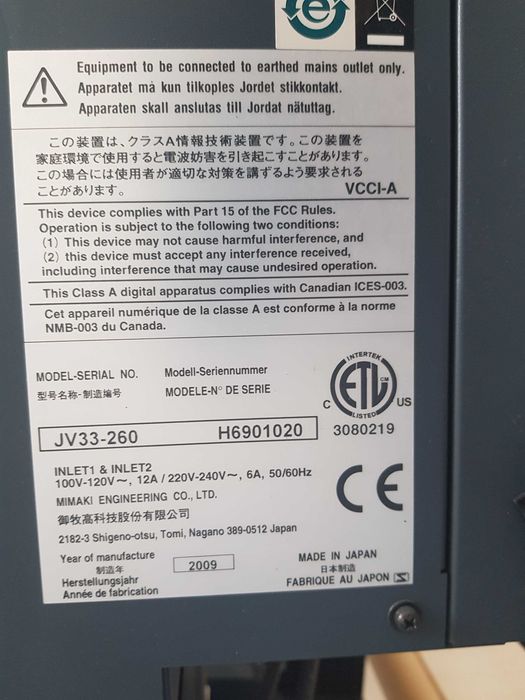 e
Equipment to be connected to earthed mains outlet only.
Apparatet må kun tilkoples Jordet stikkontakt.
Apparaten skall anslutas till Jordat nätuttag.
この装置は、クラスA情報技術装置です。この装置を
家庭環境で使用すると電波妨害を引き起こすことがあります。
この場合には使用者が適切な対策を講ずるよう要求される
ことがあります。
VCCI-A
This device complies with Part 15 of the FCC Rules.
Operation is subject to the following two conditions:
(1) This device may not cause harmful interference, and
(2) this device must accept any interference received,
including interference that may cause undesired operation.
This Class A digital apparatus complies with Canadian ICES-003.
Cet appareil numérique de la classe A est conforme à la norme
NMB-003 du Canada.
MODEL-SERIAL NO. Modell-Seriennummer
型号名称-制造编号 MODELE-N° DE SERIE
INTERTEK
ETL CM
LISTED
C US
3080219
JV33-260 H6901020
INLET1 & INLET2
100V-120V~, 12A / 220V-240V~, 6A, 50/60Hz
MIMAKI ENGINEERING CO., LTD.
御牧高科技股份有限公司
2182-3 Shigeno-otsu, Tomi, Nagano 389-0512 Japan
CE
Year of manufacture
制造年
Herstellungsjahr
Année de fabrication
2009
MADE IN JAPAN
日本制造
FABRIQUE AU JAPON